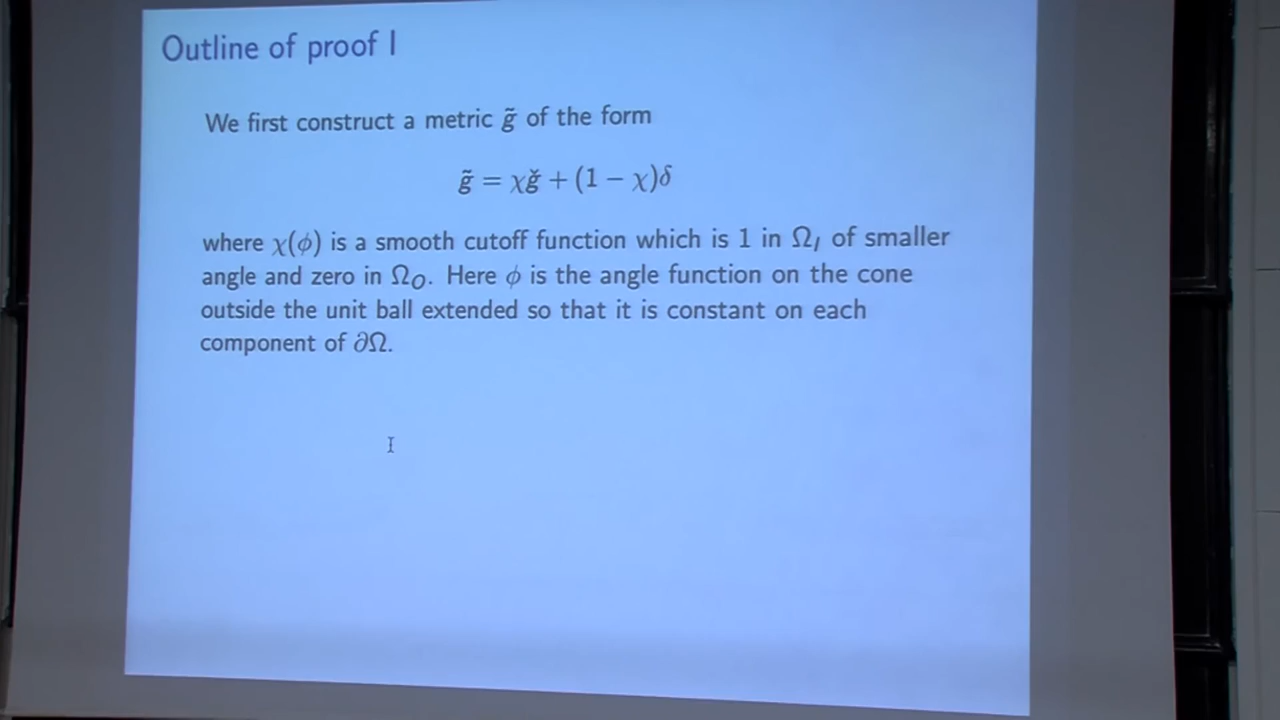 Outline of proof I
We first construct a metric g̃ of the form
g̃ = χǧ + (1 − χ)δ
where χ(ϕ) is a smooth cutoff function which is 1 in Ω_I of smaller
angle and zero in Ω_O. Here ϕ is the angle function on the cone
outside the unit ball extended so that it is constant on each
component of ∂Ω.